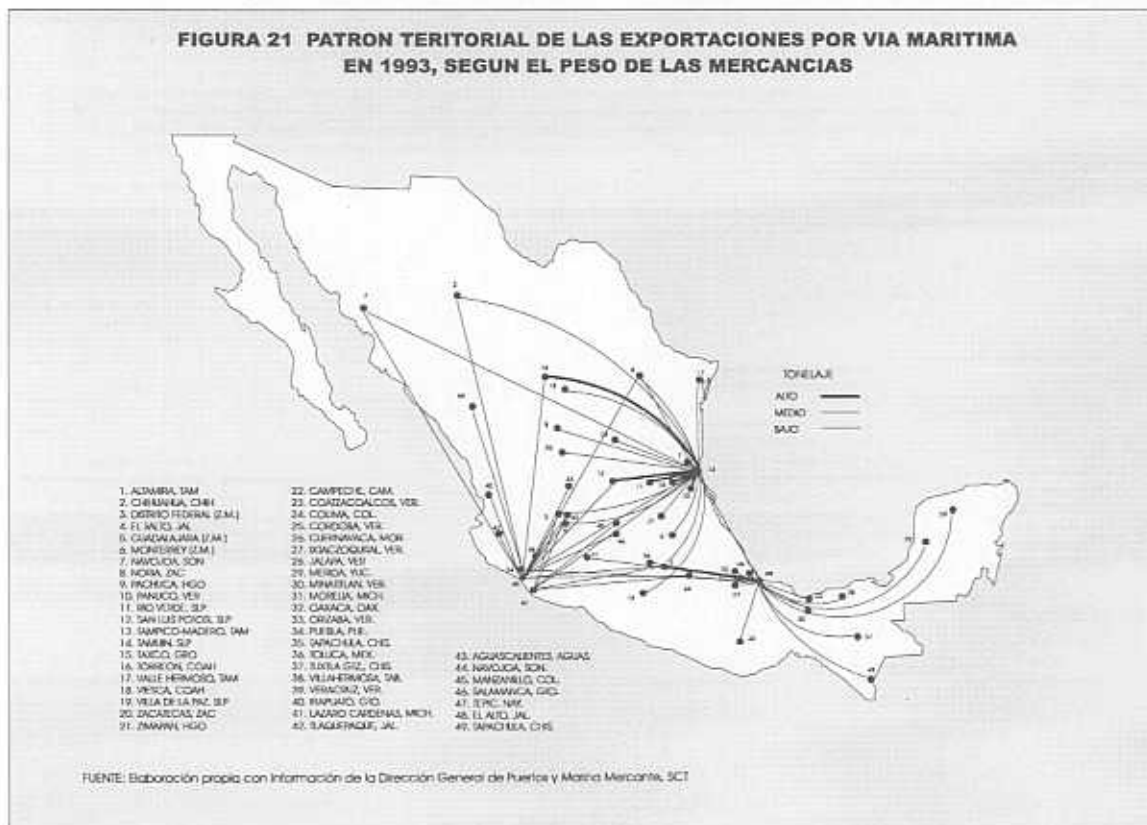 FIGURA 21 PATRON TERITORIAL DE LAS EXPORTACIONES POR VIA MARITIMA
EN 1993, SEGUN EL PESO DE LAS MERCANCIAS
TONELAJE
ALTO
MEDIO
BAJO
1. ALTAMIRA, TAM
2. CHIHUAHUA, CHIH
3. DISTRITO FEDERAL (Z.M.)
4. EL SALTO, JAL
5. GUADALAJARA (Z.M.)
6. MONTERREY (Z.M.)
7. NAVOJOA, SON
8. NORIA, ZAC
9. PACHUCA, HGO
10. PANUCO, VER
11. RIO VERDE, SLP
12. SAN LUIS POTOSI, SLP
13. TAMPICO-MADERO, TAM
14. TAMUIN, SLP
15. TAXCO, GRO
16. TORREON, COAH
17. VALLE HERMOSO, TAM
18. VIESCA, COAH
19. VILLA DE LA PAZ, SLP
20. ZACATECAS, ZAC
21. ZIMAPAN, HGO
22. CAMPECHE, CAM.
23. COATZACOALCOS, VER.
24. COLIMA, COL.
25. CORDOBA, VER.
26. CUERNAVACA, MOR
27. IXACZOQUITAL, VER.
28. JALAPA, VER
29. MERIDA, YUC.
30. MINATITLAN, VER.
31. MORELIA, MICH.
32. OAXACA, OAX.
33. ORIZABA, VER.
34. PUEBLA, PUE.
35. TAPACHULA, CHIS.
36. TOLUCA, MEX.
37. TUXTLA GTZ., CHIS.
38. VILLAHERMOSA, TAB.
39. VERACRUZ, VER.
40. IRAPUATO, GTO.
41. LAZARO CARDENAS, MICH.
42. TLAQUEPAQUE, JAL.
43. AGUASCALIENTES, AGUAS.
44. NAVOJOA, SON.
45. MANZANILLO, COL.
46. SALAMANCA, GTO.
47. TEPIC, NAY.
48. EL ALTO, JAL.
49. TAPACHULA, CHIS
FUENTE: Elaboración propia con información de la Dirección General de Puertos y Marina Mercante, SCT